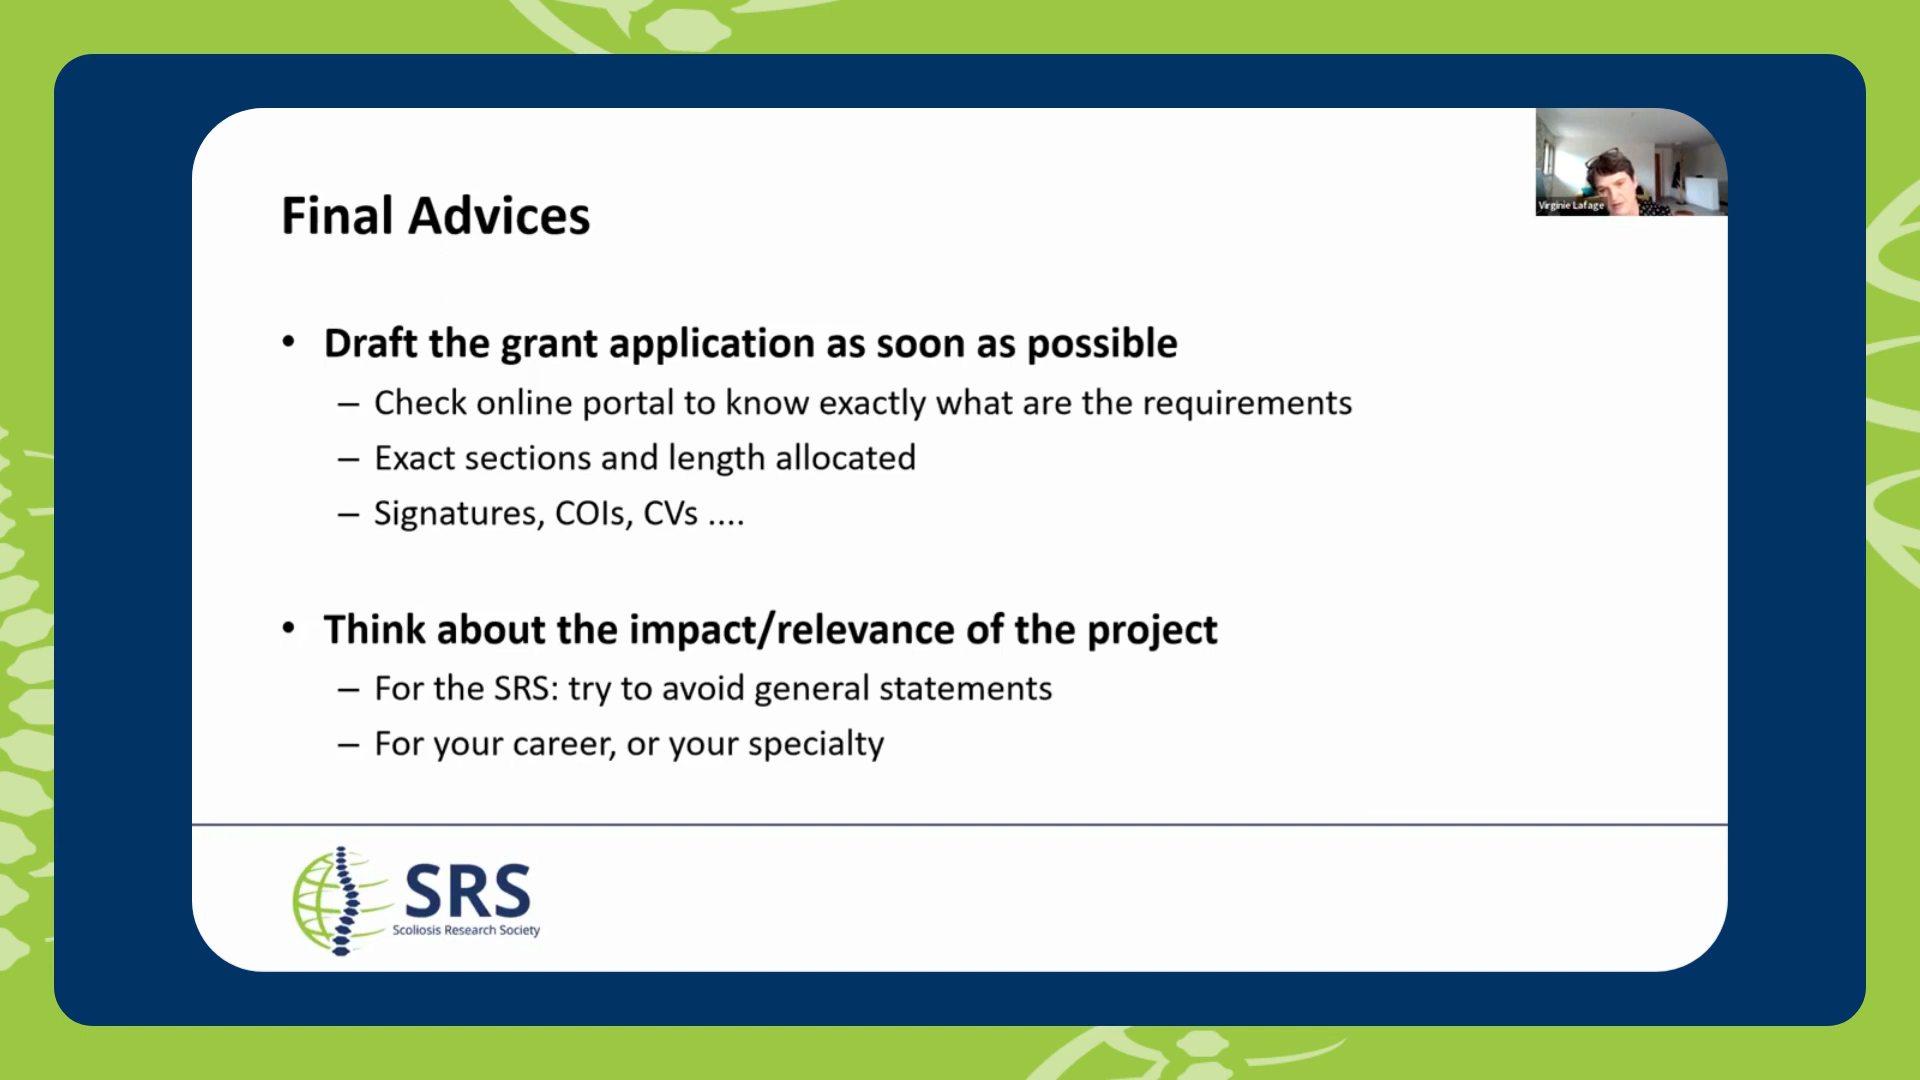 Final Advices
Virginie Lafage
• Draft the grant application as soon as possible
– Check online portal to know exactly what are the requirements
– Exact sections and length allocated
– Signatures, COIs, CVs ....
• Think about the impact/relevance of the project
– For the SRS: try to avoid general statements
– For your career, or your specialty
SRS
Scoliosis Research Society